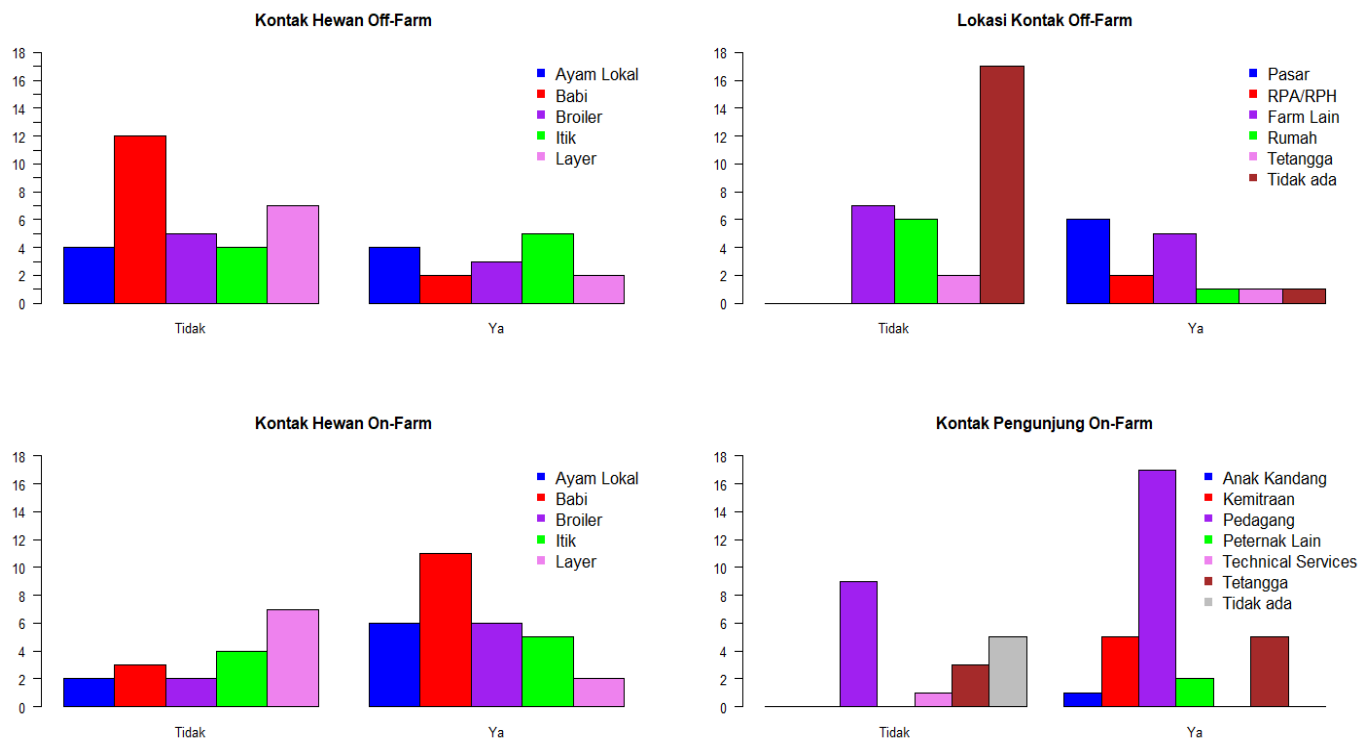 Kontak Hewan Off-Farm
18
16
14
12
10
8
6
4
2
0
Ayam Lokal
Babi
Broiler
Itik
Layer
Tidak
Ya
Lokasi Kontak Off-Farm
18
16
14
12
10
8
6
4
2
0
Pasar
RPA/RPH
Farm Lain
Rumah
Tetangga
Tidak ada
Tidak
Ya
Kontak Hewan On-Farm
18
16
14
12
10
8
6
4
2
0
Ayam Lokal
Babi
Broiler
Itik
Layer
Tidak
Ya
Kontak Pengunjung On-Farm
18
16
14
12
10
8
6
4
2
0
Anak Kandang
Kemitraan
Pedagang
Peternak Lain
Technical Services
Tetangga
Tidak ada
Tidak
Ya